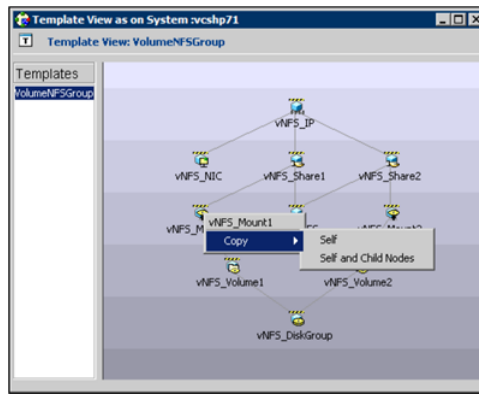 Template View as on System :vcshp71
Template View: VolumeNFSGroup
Templates
VolumeNFSGroup
vNFS_IP
vNFS_NIC vNFS_Share1 vNFS_Share2
vNFS_Mount1
Copy
Self
Self and Child Nodes
vNFS_Volume1 vNFS_Volume2
vNFS_DiskGroup